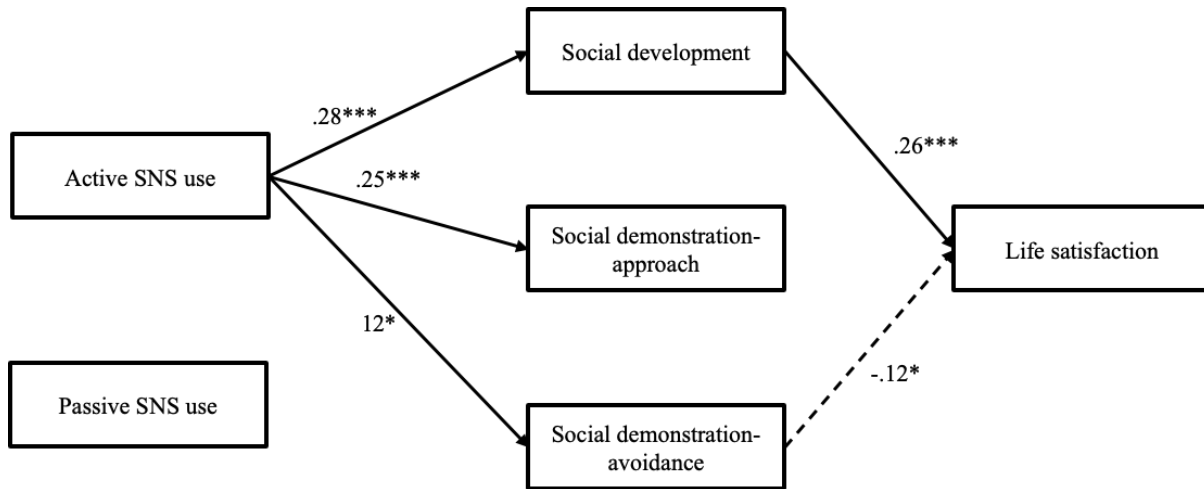 Social development
.28***
.26***
Active SNS use
.25***
Social demonstration-
approach
Life satisfaction
12*
-.12*
Passive SNS use
Social demonstration-
avoidance